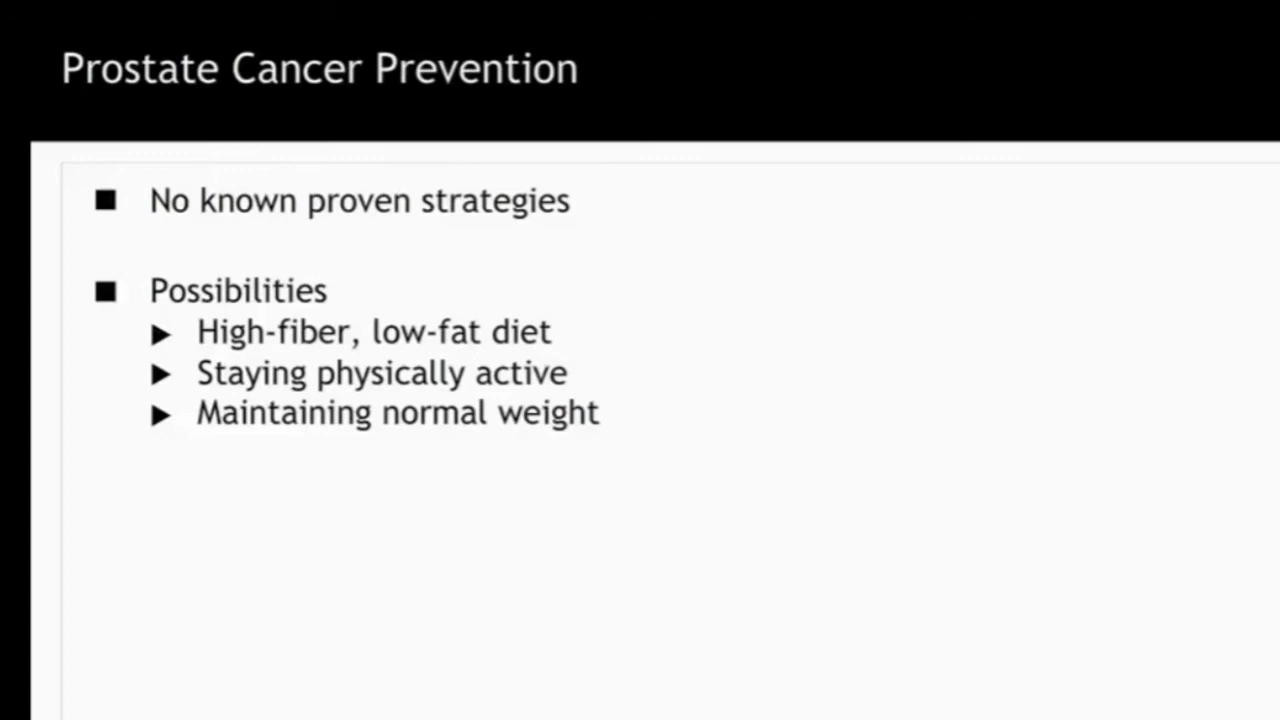 Prostate Cancer Prevention
■ No known proven strategies
■ Possibilities
▶ High-fiber, low-fat diet
▶ Staying physically active
▶ Maintaining normal weight